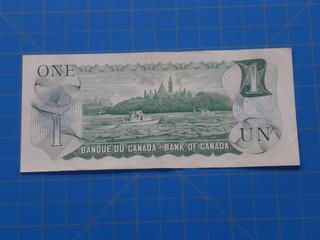 ONE
1
1
UN
BANQUE DU CANADA - BANK OF CANADA